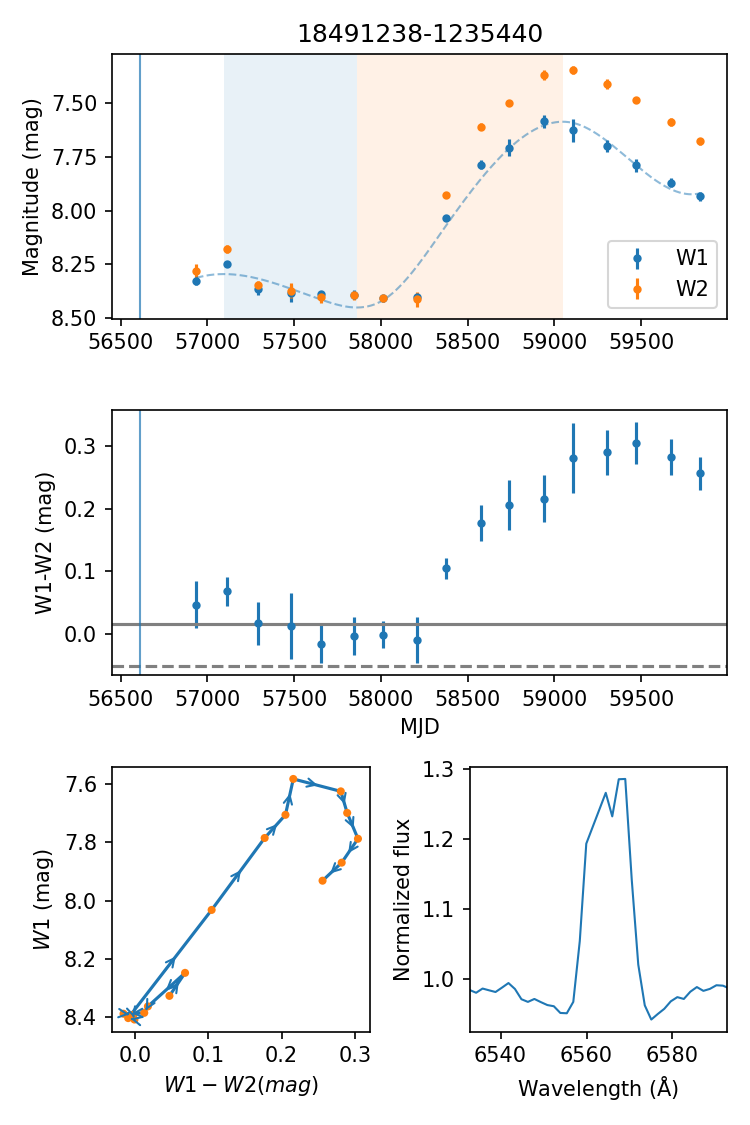 18491238-1235440
Magnitude (mag)
7.50
7.75
8.00
8.25
8.50
W1
W2
56500 57000 57500 58000 58500 59000 59500
W1-W2 (mag)
0.3
0.2
0.1
0.0
56500 57000 57500 58000 58500 59000 59500
MJD
W1 (mag)
7.6
7.8
8.0
8.2
8.4
0.0 0.1 0.2 0.3
W1 − W2(mag)
Normalized flux
1.3
1.2
1.1
1.0
6540 6560 6580
Wavelength (Å)